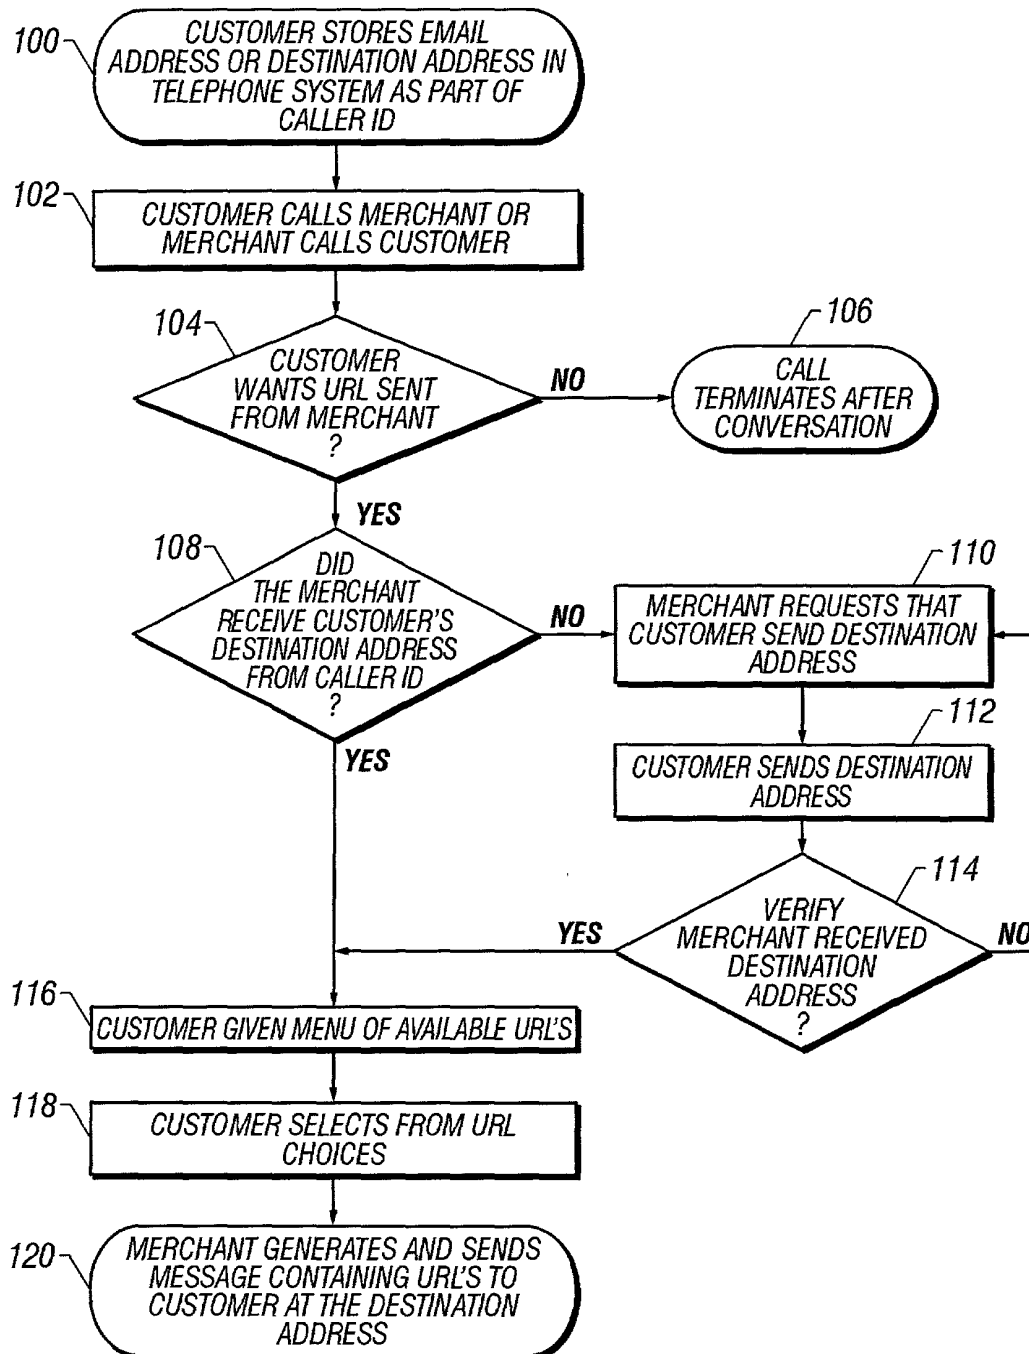 100
CUSTOMER STORES EMAIL
ADDRESS OR DESTINATION ADDRESS IN
TELEPHONE SYSTEM AS PART OF
CALLER ID
102
CUSTOMER CALLS MERCHANT OR
MERCHANT CALLS CUSTOMER
104
CUSTOMER
WANTS URL SENT
FROM MERCHANT
?
NO
106
CALL
TERMINATES AFTER
CONVERSATION
YES
108
DID
THE MERCHANT
RECEIVE CUSTOMER'S
DESTINATION ADDRESS
FROM CALLER ID
?
NO
110
MERCHANT REQUESTS THAT
CUSTOMER SEND DESTINATION
ADDRESS
112
CUSTOMER SENDS DESTINATION
ADDRESS
YES
114
VERIFY
MERCHANT RECEIVED
DESTINATION
ADDRESS
?
YES
NO
116
CUSTOMER GIVEN MENU OF AVAILABLE URL'S
118
CUSTOMER SELECTS FROM URL
CHOICES
120
MERCHANT GENERATES AND SENDS
MESSAGE CONTAINING URL'S TO
CUSTOMER AT THE DESTINATION
ADDRESS